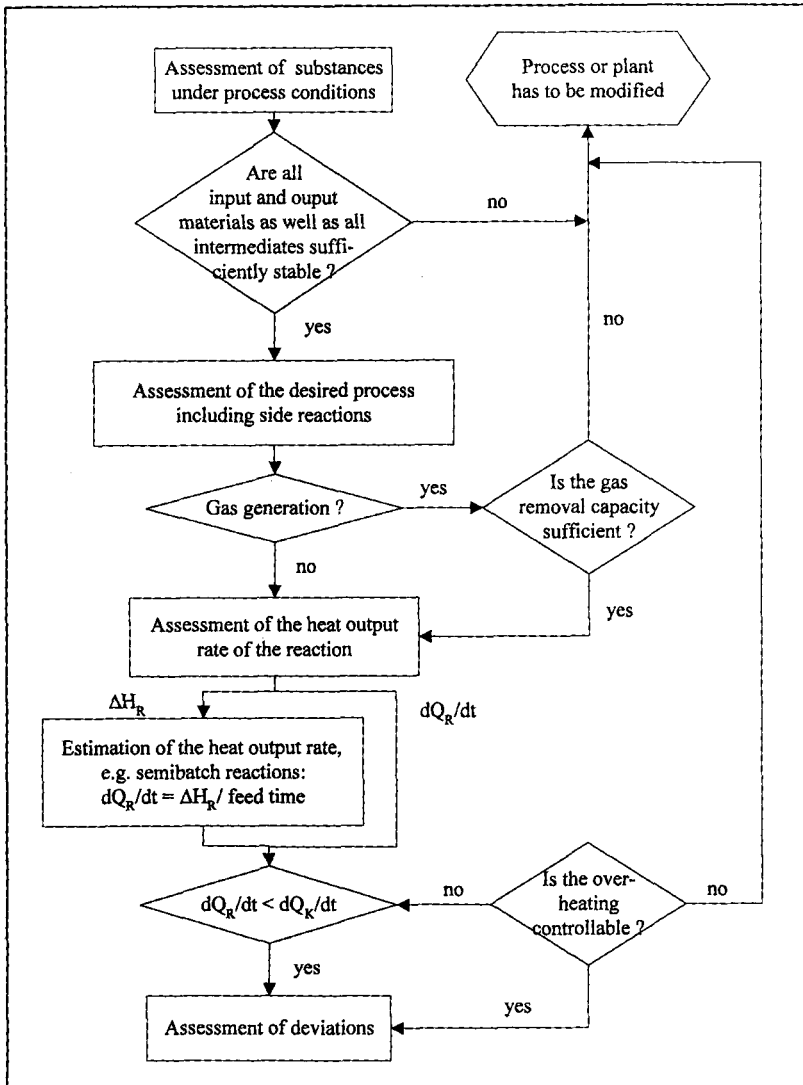 Assessment of substances
under process conditions
Process or plant
has to be modified
Are all
input and ouput
materials as well as all
intermediates suffi-
ciently stable ?
no
yes
no
Assessment of the desired process
including side reactions
Gas generation ?
yes
Is the gas
removal capacity
sufficient ?
no
yes
Assessment of the heat output
rate of the reaction
ΔH_R
dQ_R/dt
Estimation of the heat output rate,
e.g. semibatch reactions:
dQ_R/dt = ΔH_R/ feed time
dQ_R/dt < dQ_K/dt
no
Is the over-
heating
controllable ?
no
yes
yes
Assessment of deviations